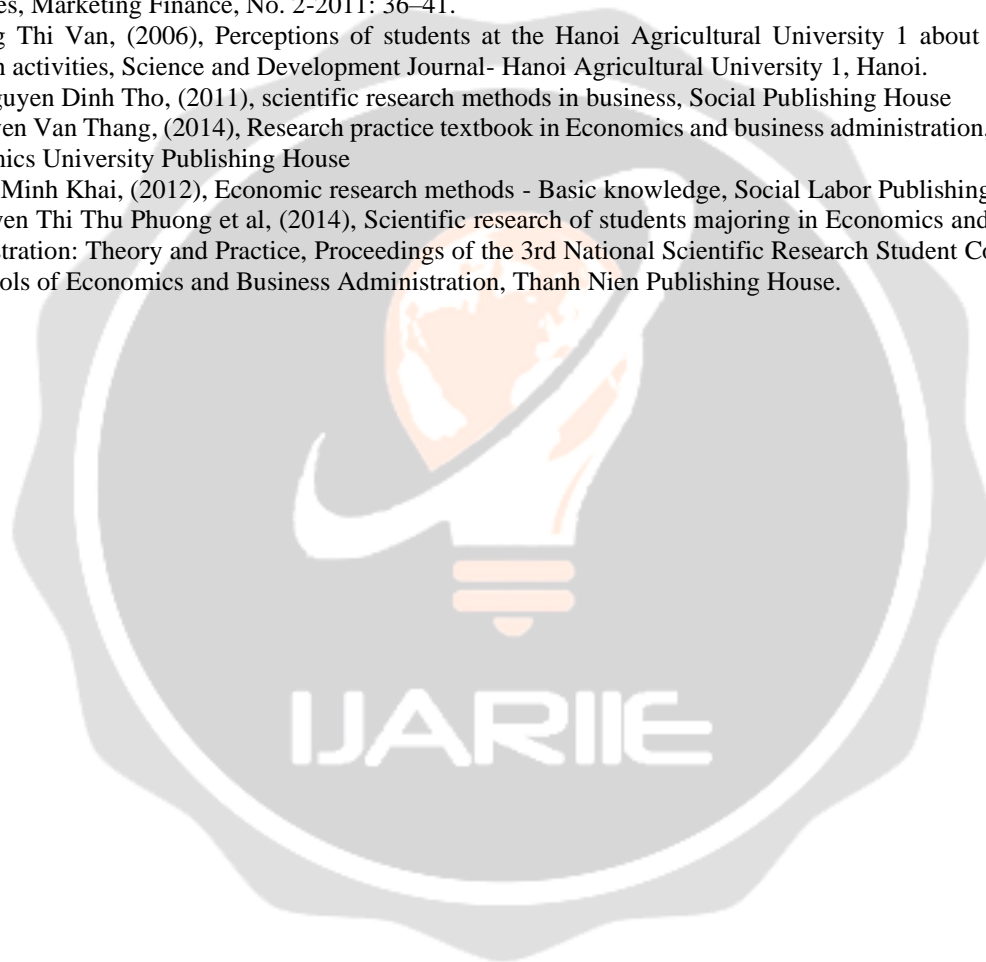 es, Marketing Finance, No. 2-2011: 36–41.
g Thi Van, (2006), Perceptions of students at the Hanoi Agricultural University 1 about
n activities, Science and Development Journal- Hanoi Agricultural University 1, Hanoi.
guyen Dinh Tho, (2011), scientific research methods in business, Social Publishing House
en Van Thang, (2014), Research practice textbook in Economics and business administration,
nics University Publishing House
Minh Khai, (2012), Economic research methods - Basic knowledge, Social Labor Publishing
en Thi Thu Phuong et al, (2014), Scientific research of students majoring in Economics and
stration: Theory and Practice, Proceedings of the 3rd National Scientific Research Student Co
ols of Economics and Business Administration, Thanh Nien Publishing House.
IJARIIE